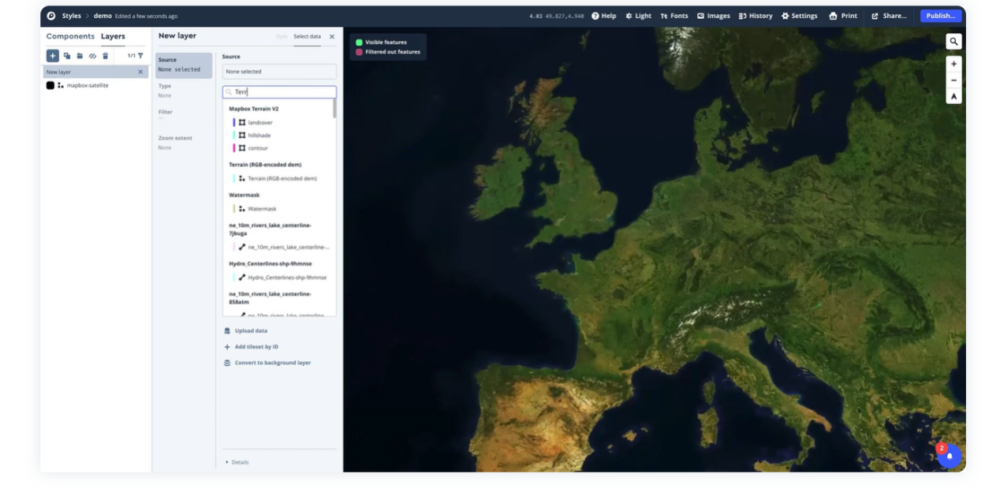 Styles > demo Edited a few seconds ago
4.03 49.827,4.940 Help Light Fonts Images History Settings Print Share... Publish...
Components Layers
1/1
New layer
mapbox-satellite
New layer
Style Select data
Source
None selected
Type
None
Filter
—
Zoom extent
None
Source
None selected
Terr
Mapbox Terrain V2
landcover
hillshade
contour
Terrain (RGB-encoded dem)
Terrain (RGB-encoded dem)
Watermask
Watermask
ne_10m_rivers_lake_centerline-
7jbuga
ne_10m_rivers_lake_centerline-...
Hydro_Centerlines-shp-9hmnse
Hydro_Centerlines-shp-9hmnse
ne_10m_rivers_lake_centerline-
858atm
ne_10m_rivers_lake_centerline
Upload data
Add tileset by ID
Convert to background layer
Details
Visible features
Filtered out features
2